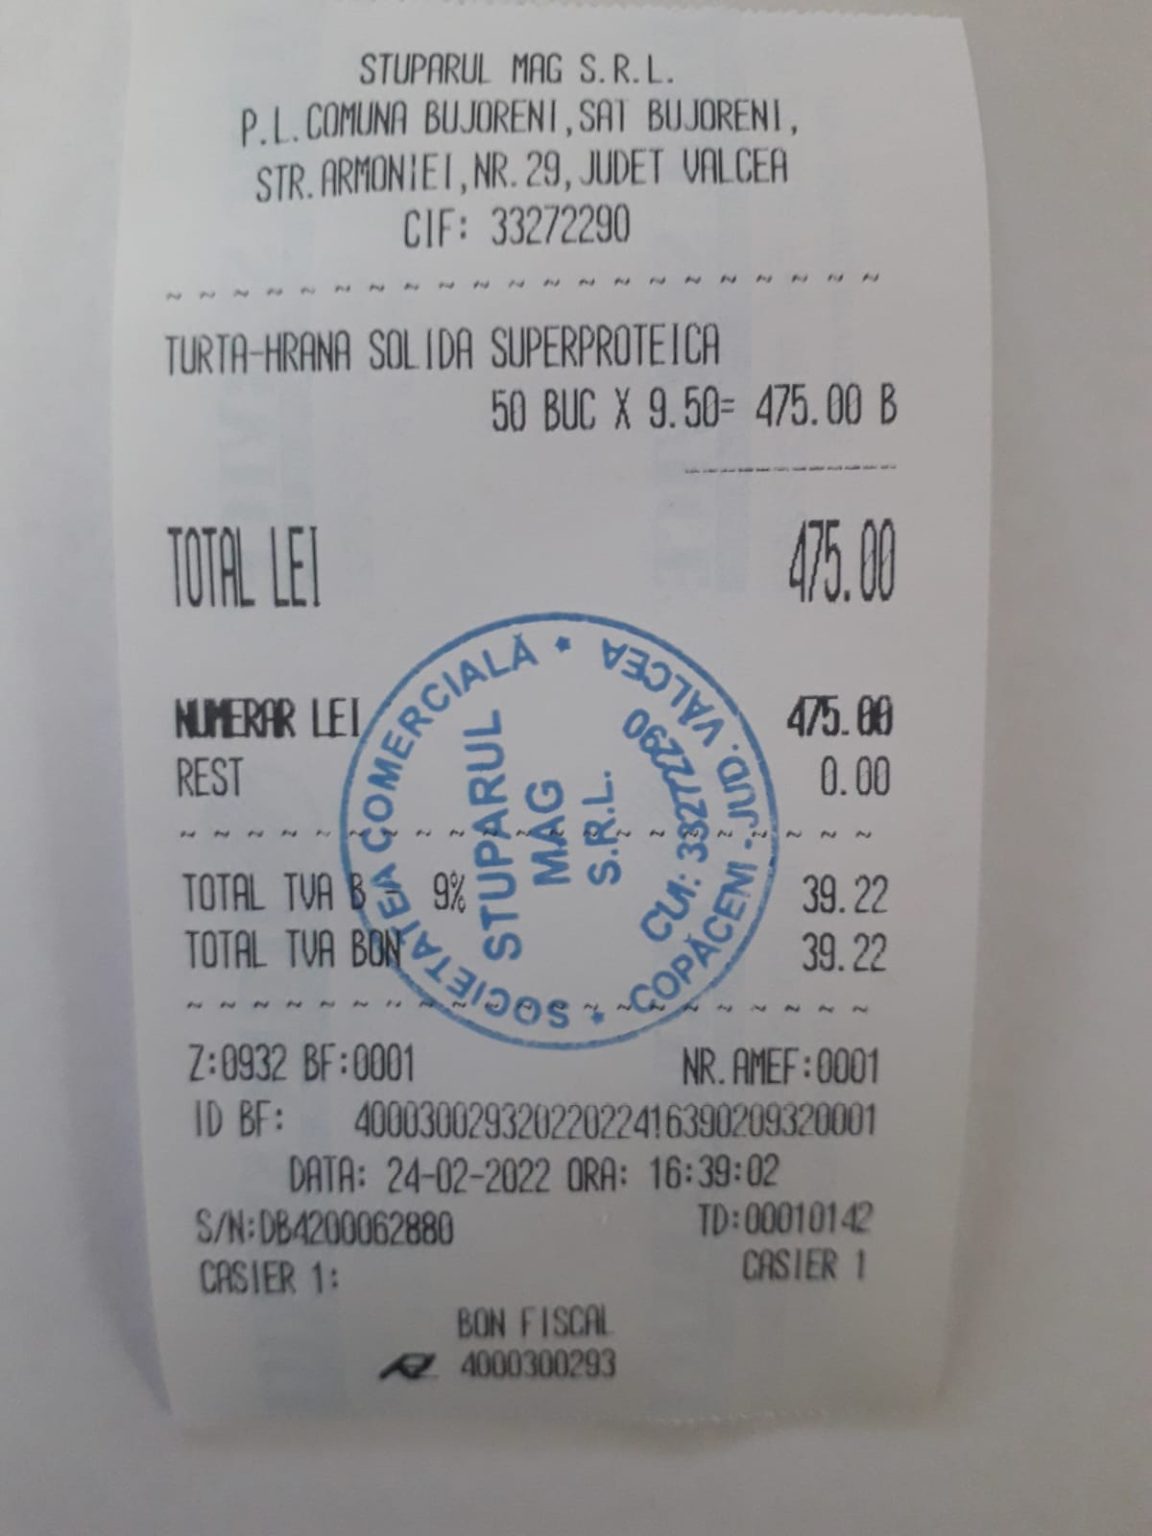 STUPARUL MAG S.R.L.
P.L.COMUNA BUJORENI,SAT BUJORENI,
STR.ARMONIEI,NR.29,JUDET VALCEA
CIF: 33272290
~ ~ ~ ~ ~ ~ ~ ~ ~ ~ ~ ~ ~ ~ ~ ~ ~ ~ ~ ~ ~
TURTA-HRANA SOLIDA SUPERPROTEICA
50 BUC X 9.50= 475.00 B
------------
TOTAL LEI 475.00
NUMERAR LEI 475.00
REST 0.00
~ ~ ~ ~ ~ ~ ~ ~ ~ ~ ~ ~ ~ ~ ~ ~ ~ ~ ~ ~ ~
TOTAL TVA B - 9% 39.22
TOTAL TVA BON 39.22
~ ~ ~ ~ ~ ~ ~ ~ ~ ~ ~ ~ ~ ~ ~ ~ ~ ~ ~ ~ ~
Z:0932 BF:0001 NR.AMEF:0001
ID BF: 4000300293202202241639020932​0001
DATA: 24-02-2022 ORA: 16:39:02
S/N:DB4200062880 TD:00010142
CASIER 1: CASIER 1
BON FISCAL
4000300293
* SOCIETATEA COMERCIALĂ *
STUPARUL
MAG
S.R.L.
CUI: 33272290
COPĂCENI - JUD. VÂLCEA